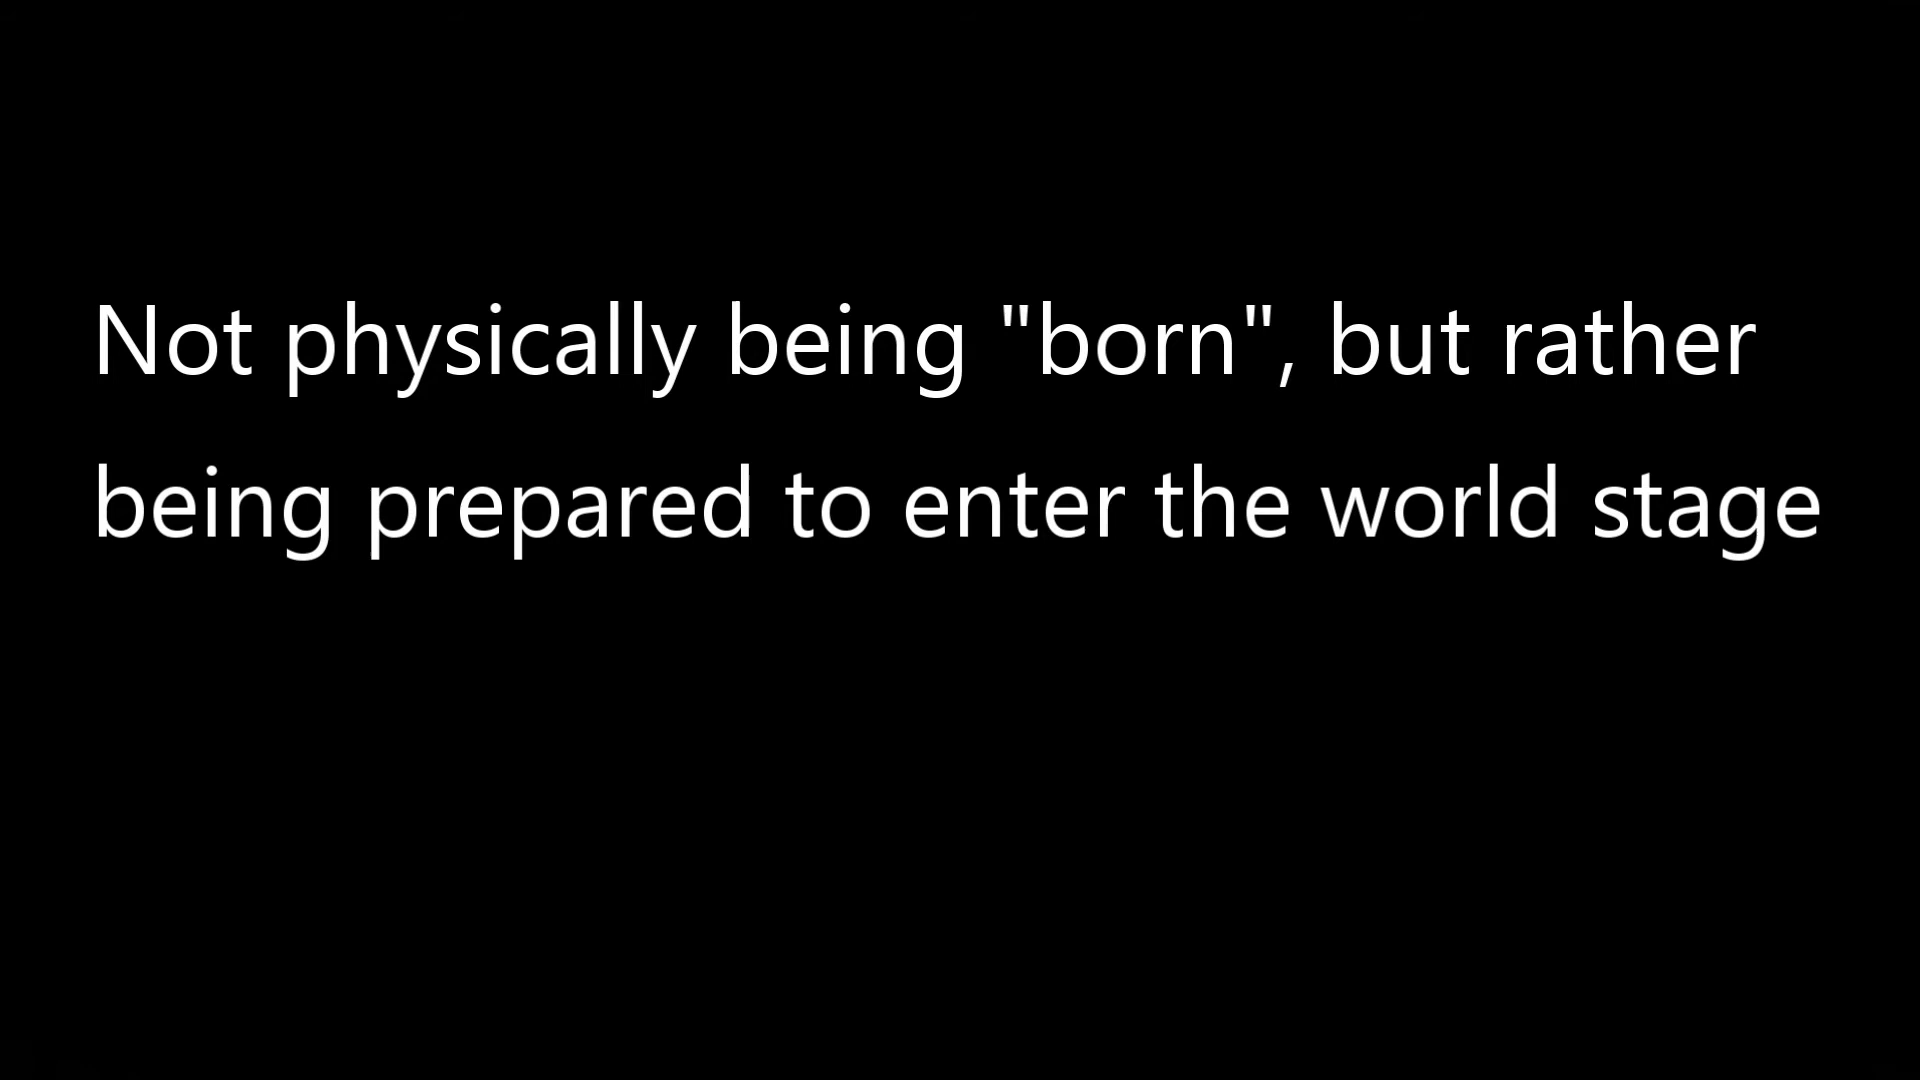 Not physically being "born", but rather
being prepared to enter the world stage